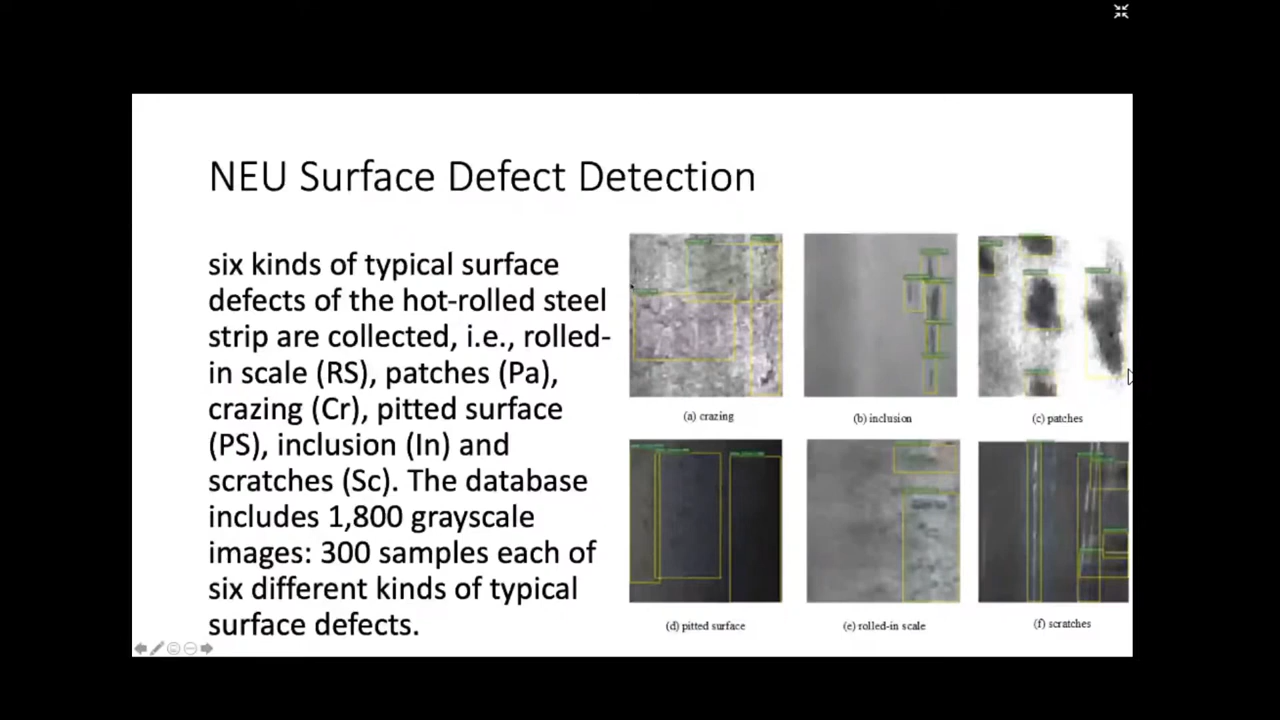 NEU Surface Defect Detection
six kinds of typical surface
defects of the hot-rolled steel
strip are collected, i.e., rolled-
in scale (RS), patches (Pa),
crazing (Cr), pitted surface
(PS), inclusion (In) and
scratches (Sc). The database
includes 1,800 grayscale
images: 300 samples each of
six different kinds of typical
surface defects.
(a) crazing
(b) inclusion
(c) patches
(d) pitted surface
(e) rolled-in scale
(f) scratches